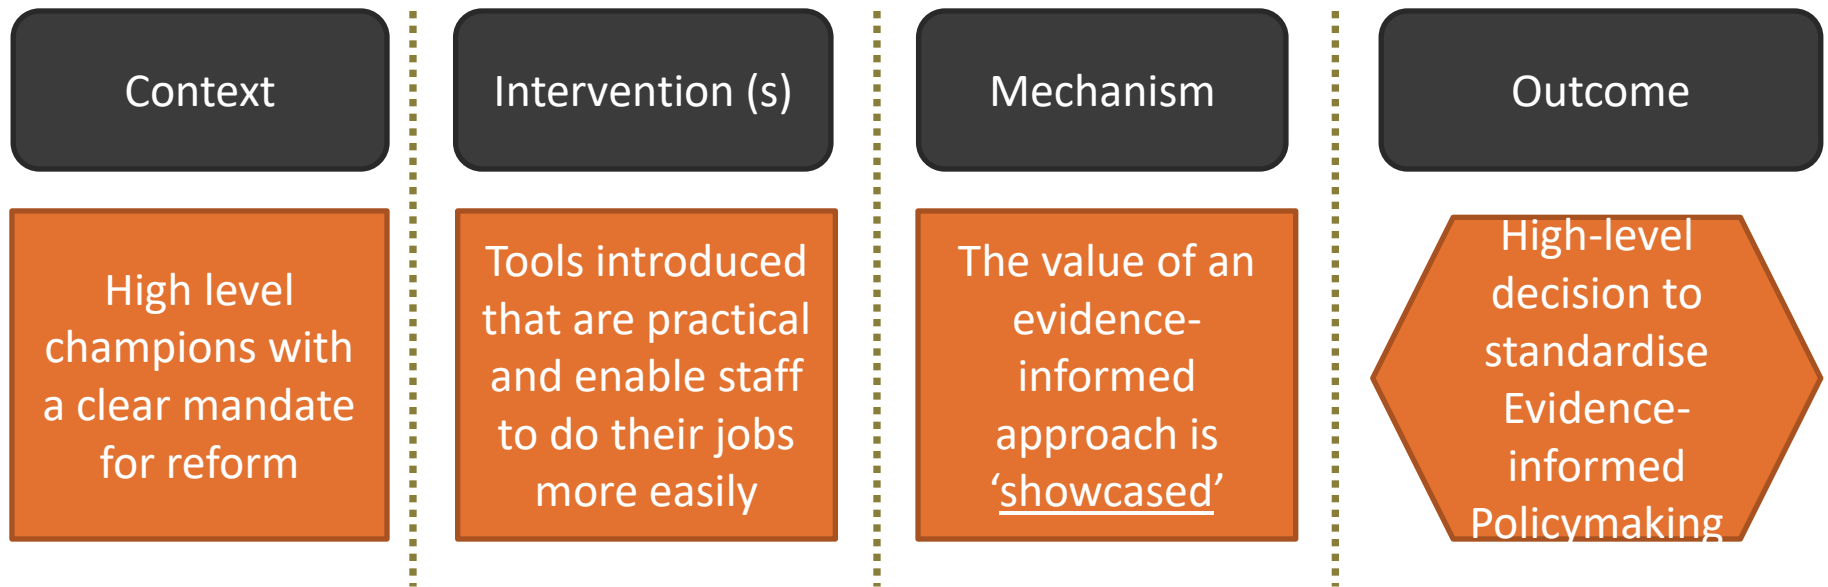 Context
Intervention (s)
Mechanism
Outcome
High level
champions with
a clear mandate
for reform
Tools introduced
that are practical
and enable staff
to do their jobs
more easily
The value of an
evidence-
informed
approach is
‘showcased’
High-level
decision to
standardise
Evidence-
informed
Policymaking